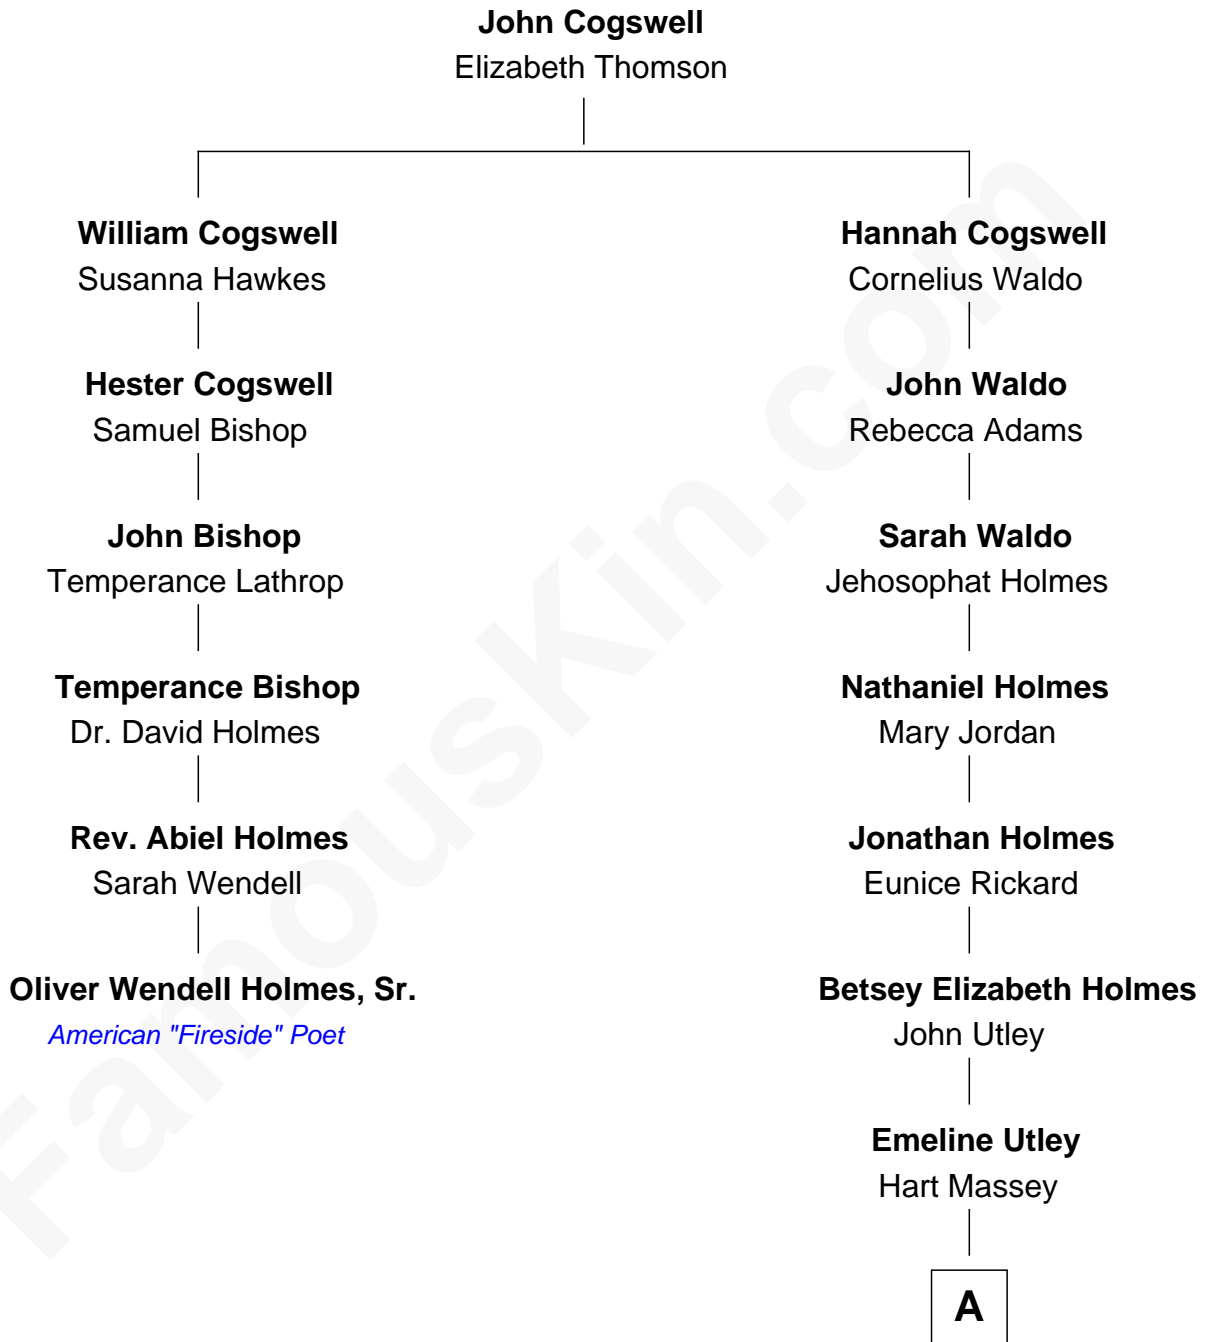 John Cogswell
Elizabeth Thomson
William Cogswell
Susanna Hawkes
Hester Cogswell
Samuel Bishop
John Bishop
Temperance Lathrop
Temperance Bishop
Dr. David Holmes
Rev. Abiel Holmes
Sarah Wendell
Oliver Wendell Holmes, Sr.
American "Fireside" Poet
Hannah Cogswell
Cornelius Waldo
John Waldo
Rebecca Adams
Sarah Waldo
Jehosophat Holmes
Nathaniel Holmes
Mary Jordan
Jonathan Holmes
Eunice Rickard
Betsey Elizabeth Holmes
John Utley
Emeline Utley
Hart Massey
A
FamousKin.com